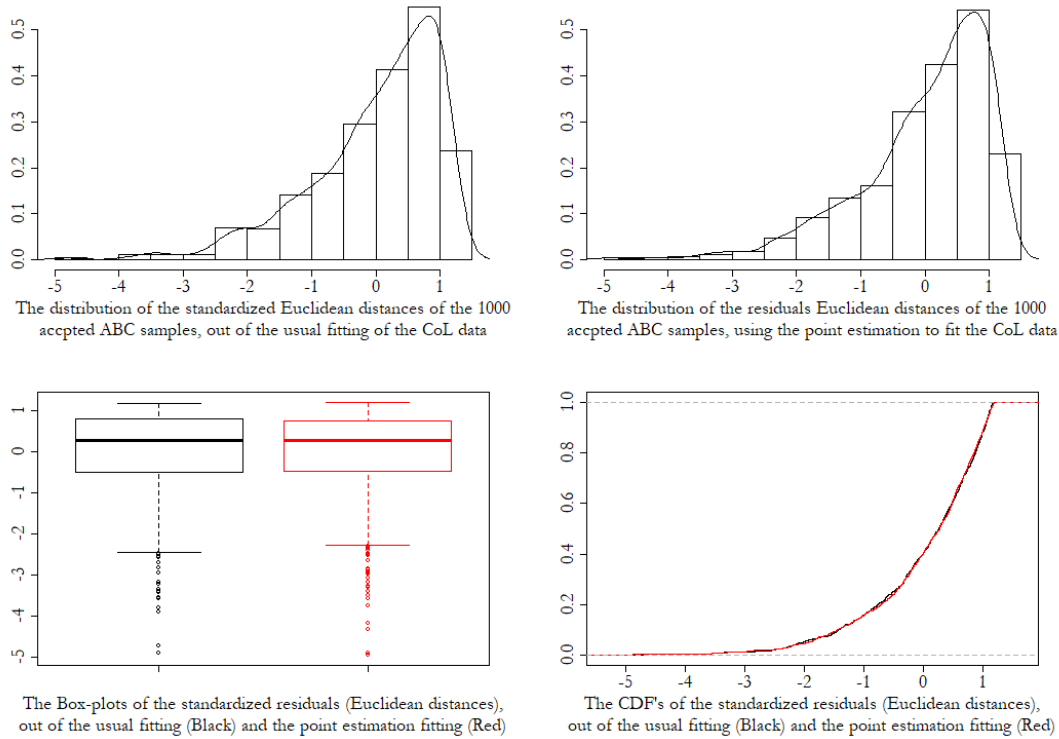 0.5
0.4
0.3
0.2
0.1
0.0
-5 -4 -3 -2 -1 0 1
The distribution of the standardized Euclidean distances of the 1000
accpted ABC samples, out of the usual fitting of the CoL data
0.5
0.4
0.3
0.2
0.1
0.0
-5 -4 -3 -2 -1 0 1
The distribution of the residuals Euclidean distances of the 1000
accpted ABC samples, using the point estimation to fit the CoL data
1
0
-1
-2
-3
-4
-5
The Box-plots of the standardized residuals (Euclidean distances),
out of the usual fitting (Black) and the point estimation fitting (Red)
1.0
0.8
0.6
0.4
0.2
0.0
-5 -4 -3 -2 -1 0 1
The CDF's of the standardized residuals (Euclidean distances),
out of the usual fitting (Black) and the point estimation fitting (Red)